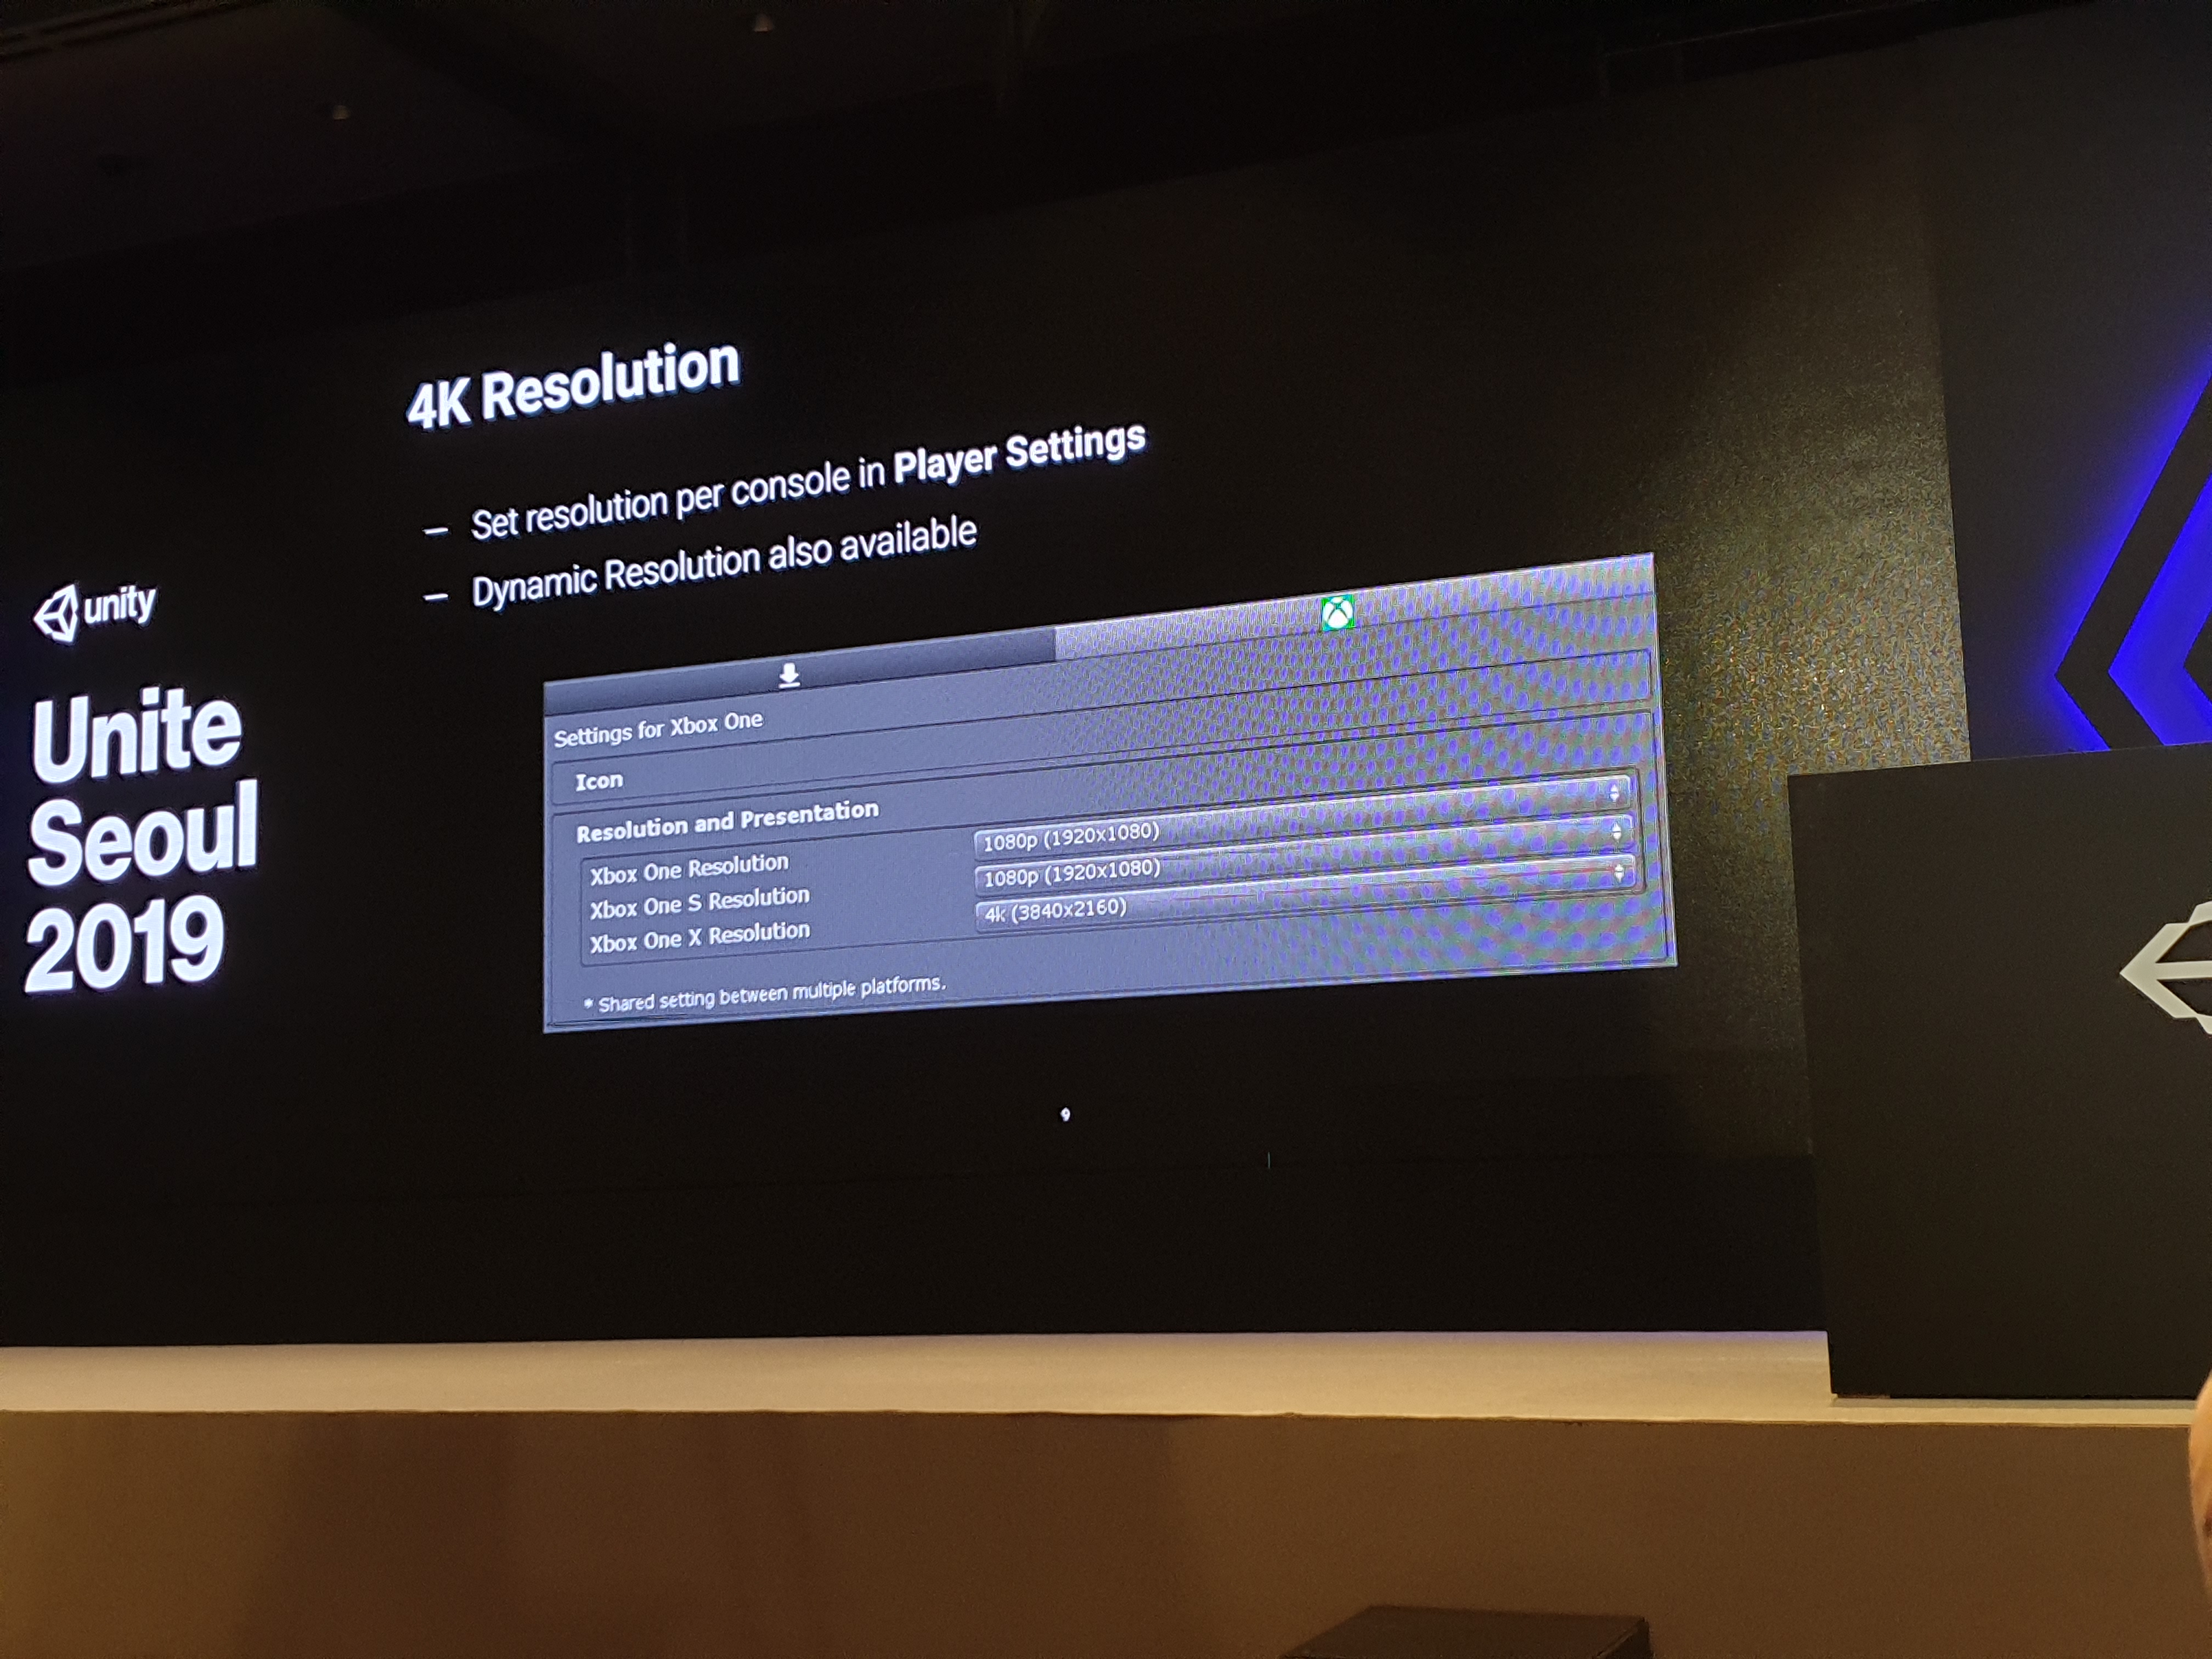 4K Resolution
– Set resolution per console in Player Settings
– Dynamic Resolution also available
unity
Unite
Seoul
2019
Settings for Xbox One
Icon
Resolution and Presentation
Xbox One Resolution 1080p (1920x1080)
Xbox One S Resolution 1080p (1920x1080)
Xbox One X Resolution 4k (3840x2160)
* Shared setting between multiple platforms.
9